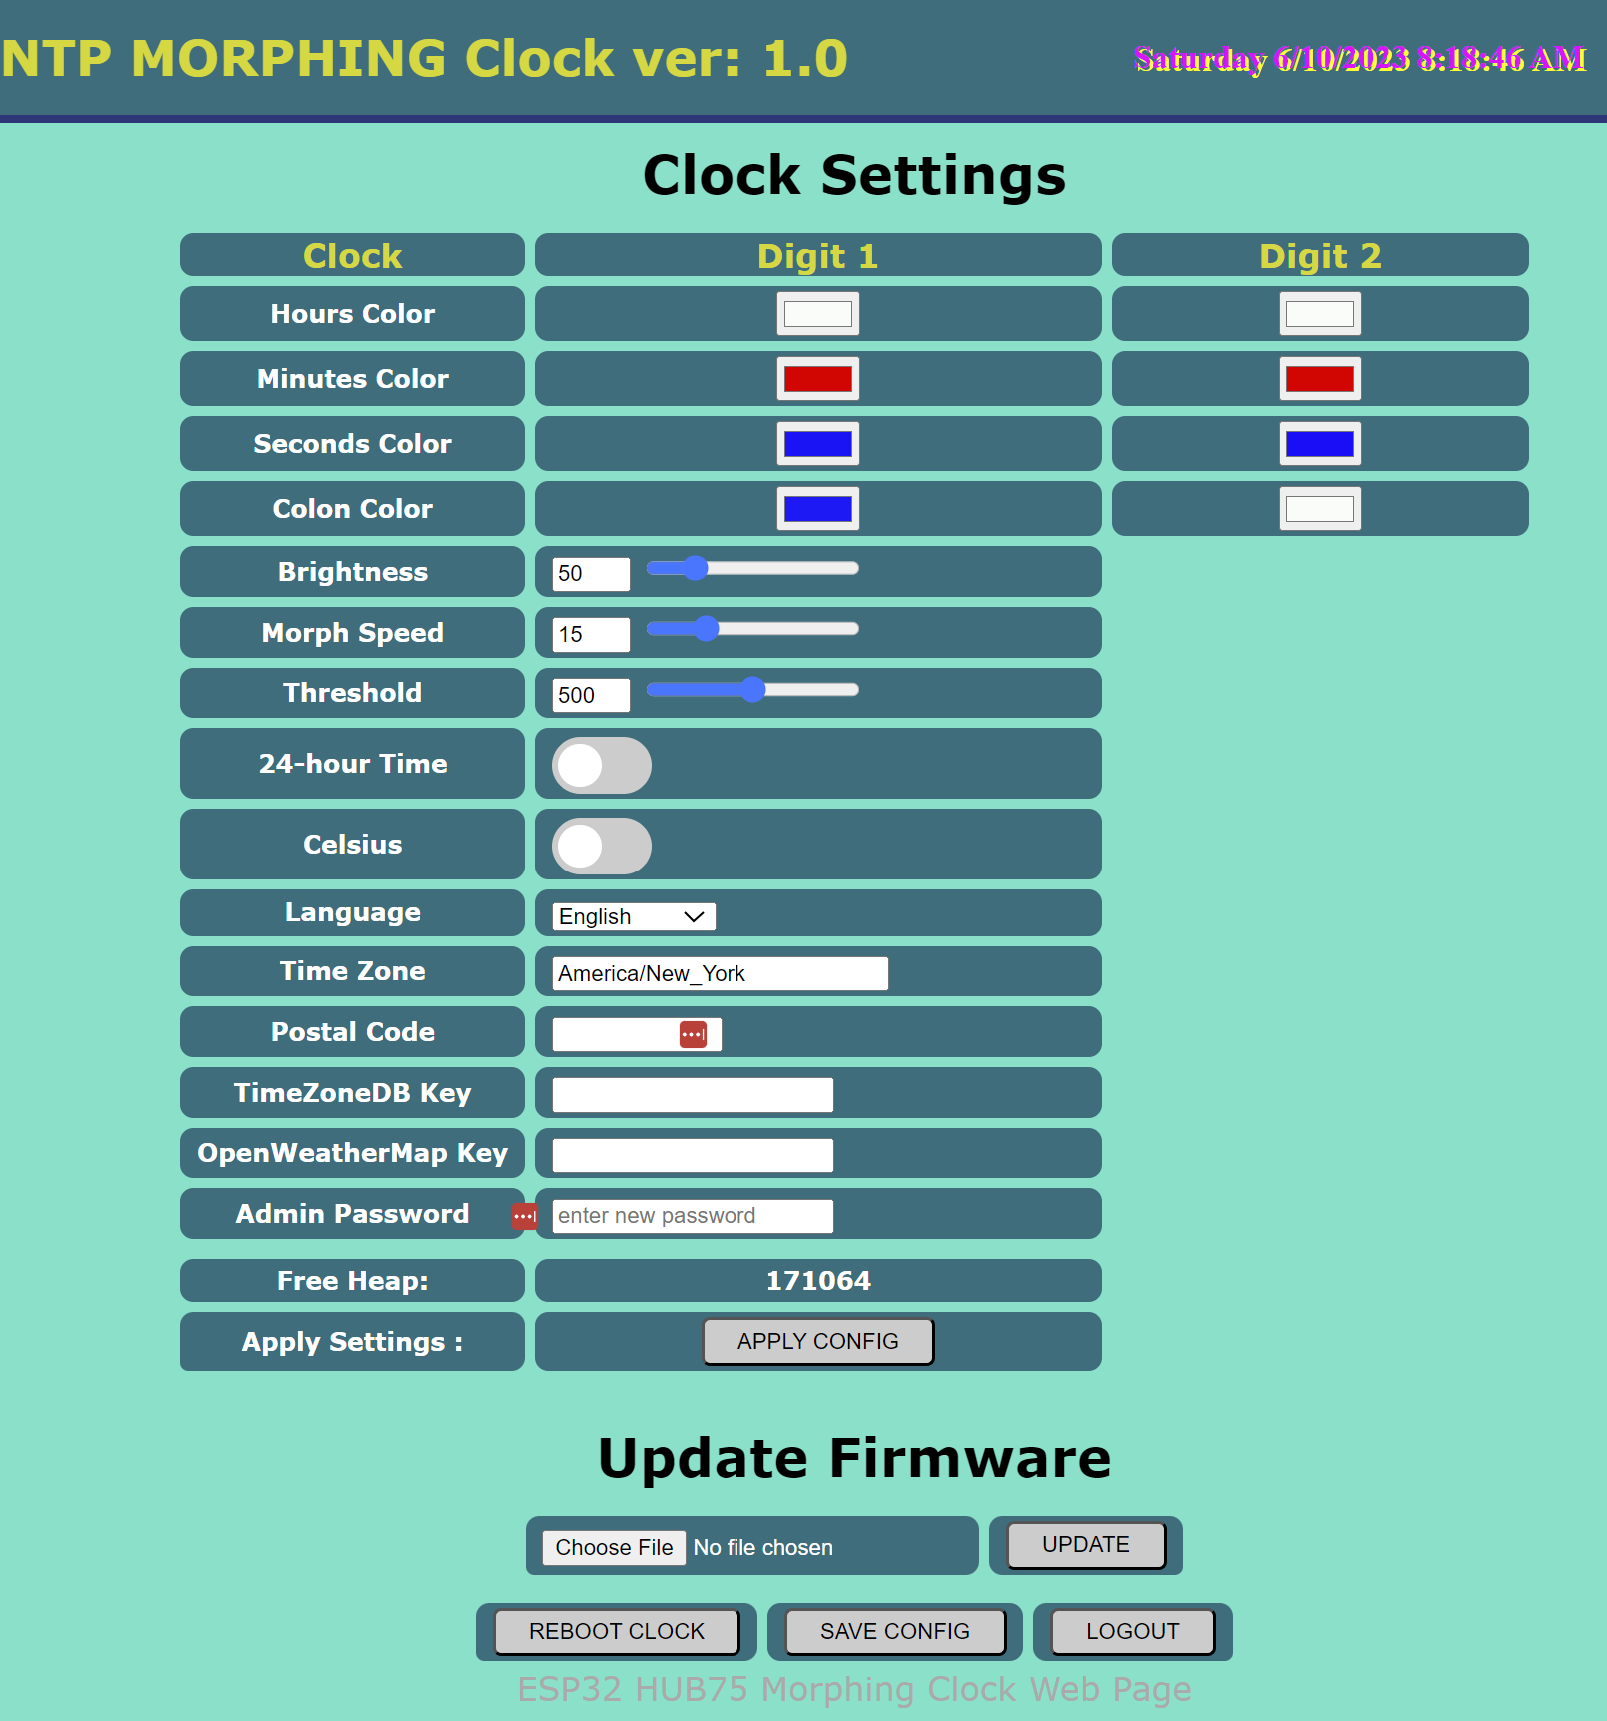 NTP MORPHING Clock ver: 1.0
Saturday 6/10/2023 8:18:46 AM
Clock Settings
Clock Digit 1 Digit 2
Hours Color
Minutes Color
Seconds Color
Colon Color
Brightness 50
Morph Speed 15
Threshold 500
24-hour Time
Celsius
Language English
Time Zone America/New_York
Postal Code
TimeZoneDB Key
OpenWeatherMap Key
Admin Password enter new password
Free Heap: 171064
Apply Settings : APPLY CONFIG
Update Firmware
Choose File No file chosen UPDATE
REBOOT CLOCK SAVE CONFIG LOGOUT
ESP32 HUB75 Morphing Clock Web Page